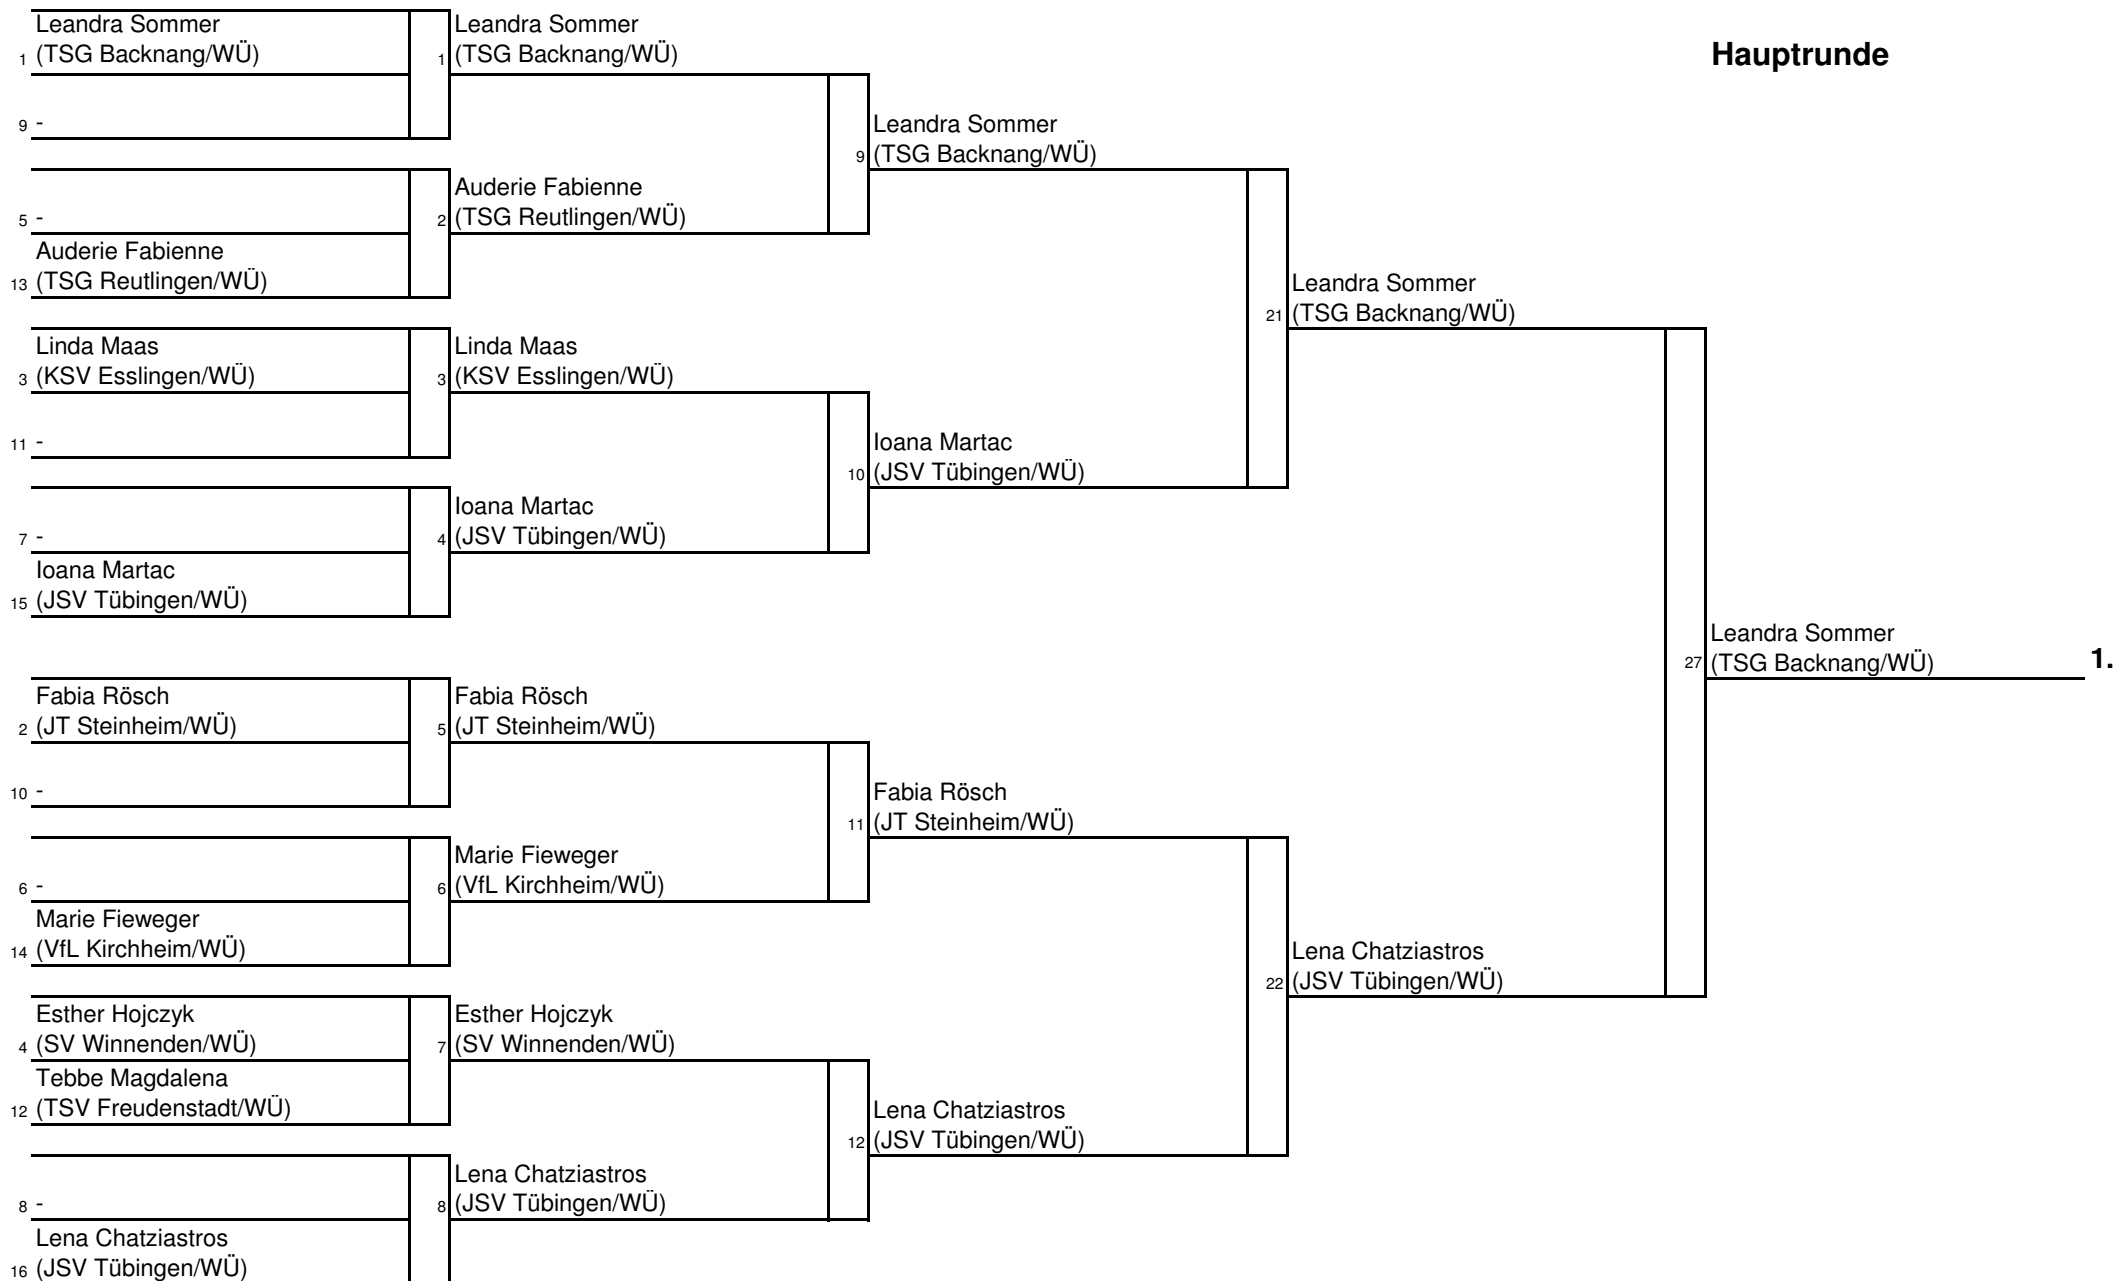 Hauptrunde
Leandra Sommer
1 (TSG Backnang/WÜ)
9 -
5 -
Auderie Fabienne
13 (TSG Reutlingen/WÜ)
Linda Maas
3 (KSV Esslingen/WÜ)
11 -
7 -
Ioana Martac
15 (JSV Tübingen/WÜ)
Fabia Rösch
2 (JT Steinheim/WÜ)
10 -
6 -
Marie Fieweger
14 (VfL Kirchheim/WÜ)
Esther Hojczyk
4 (SV Winnenden/WÜ)
Tebbe Magdalena
12 (TSV Freudenstadt/WÜ)
8 -
Lena Chatziastros
16 (JSV Tübingen/WÜ)
Leandra Sommer
1 (TSG Backnang/WÜ)
Auderie Fabienne
2 (TSG Reutlingen/WÜ)
Linda Maas
3 (KSV Esslingen/WÜ)
Ioana Martac
4 (JSV Tübingen/WÜ)
Fabia Rösch
5 (JT Steinheim/WÜ)
Marie Fieweger
6 (VfL Kirchheim/WÜ)
Esther Hojczyk
7 (SV Winnenden/WÜ)
Lena Chatziastros
8 (JSV Tübingen/WÜ)
Leandra Sommer
9 (TSG Backnang/WÜ)
Ioana Martac
10 (JSV Tübingen/WÜ)
Fabia Rösch
11 (JT Steinheim/WÜ)
Lena Chatziastros
12 (JSV Tübingen/WÜ)
Leandra Sommer
21 (TSG Backnang/WÜ)
Lena Chatziastros
22 (JSV Tübingen/WÜ)
Leandra Sommer
27 (TSG Backnang/WÜ) 1.